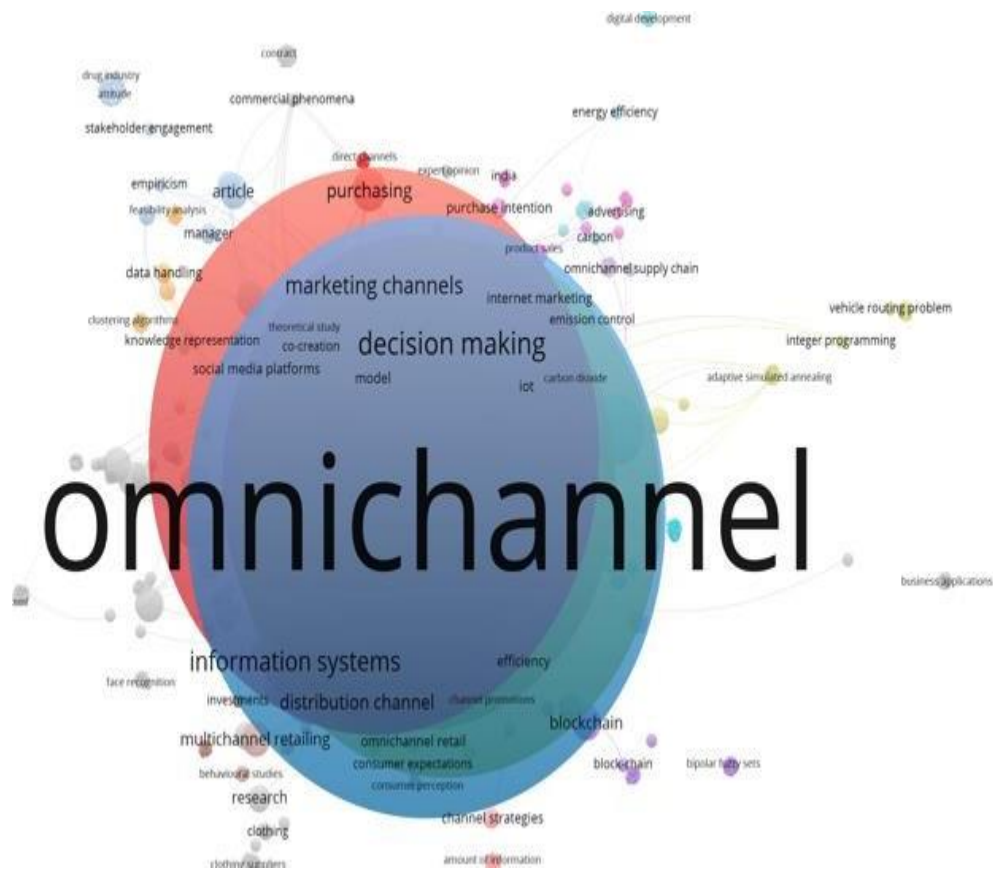 digital development
contract
drug industry
attitude
commercial phenomena
energy efficiency
stakeholder engagement
direct channels
expert opinion
india
empiricism
article
purchasing
purchase intention
advertising
feasibility analysis
manager
carbon
product sales
data handling
omnichannel supply chain
marketing channels
internet marketing
vehicle routing problem
clustering algorithms
theoretical study
emission control
knowledge representation
co-creation
decision making
integer programming
social media platforms
model
iot
carbon dioxide
adaptive simulated annealing
omnichannel
business applications
information systems
efficiency
face recognition
investments
distribution channel
channel promotions
blockchain
multichannel retailing
omnichannel retail
consumer expectations
block-chain
bipolar fuzzy sets
behavioural studies
consumer perception
research
channel strategies
clothing
clothing suppliers
amount of information